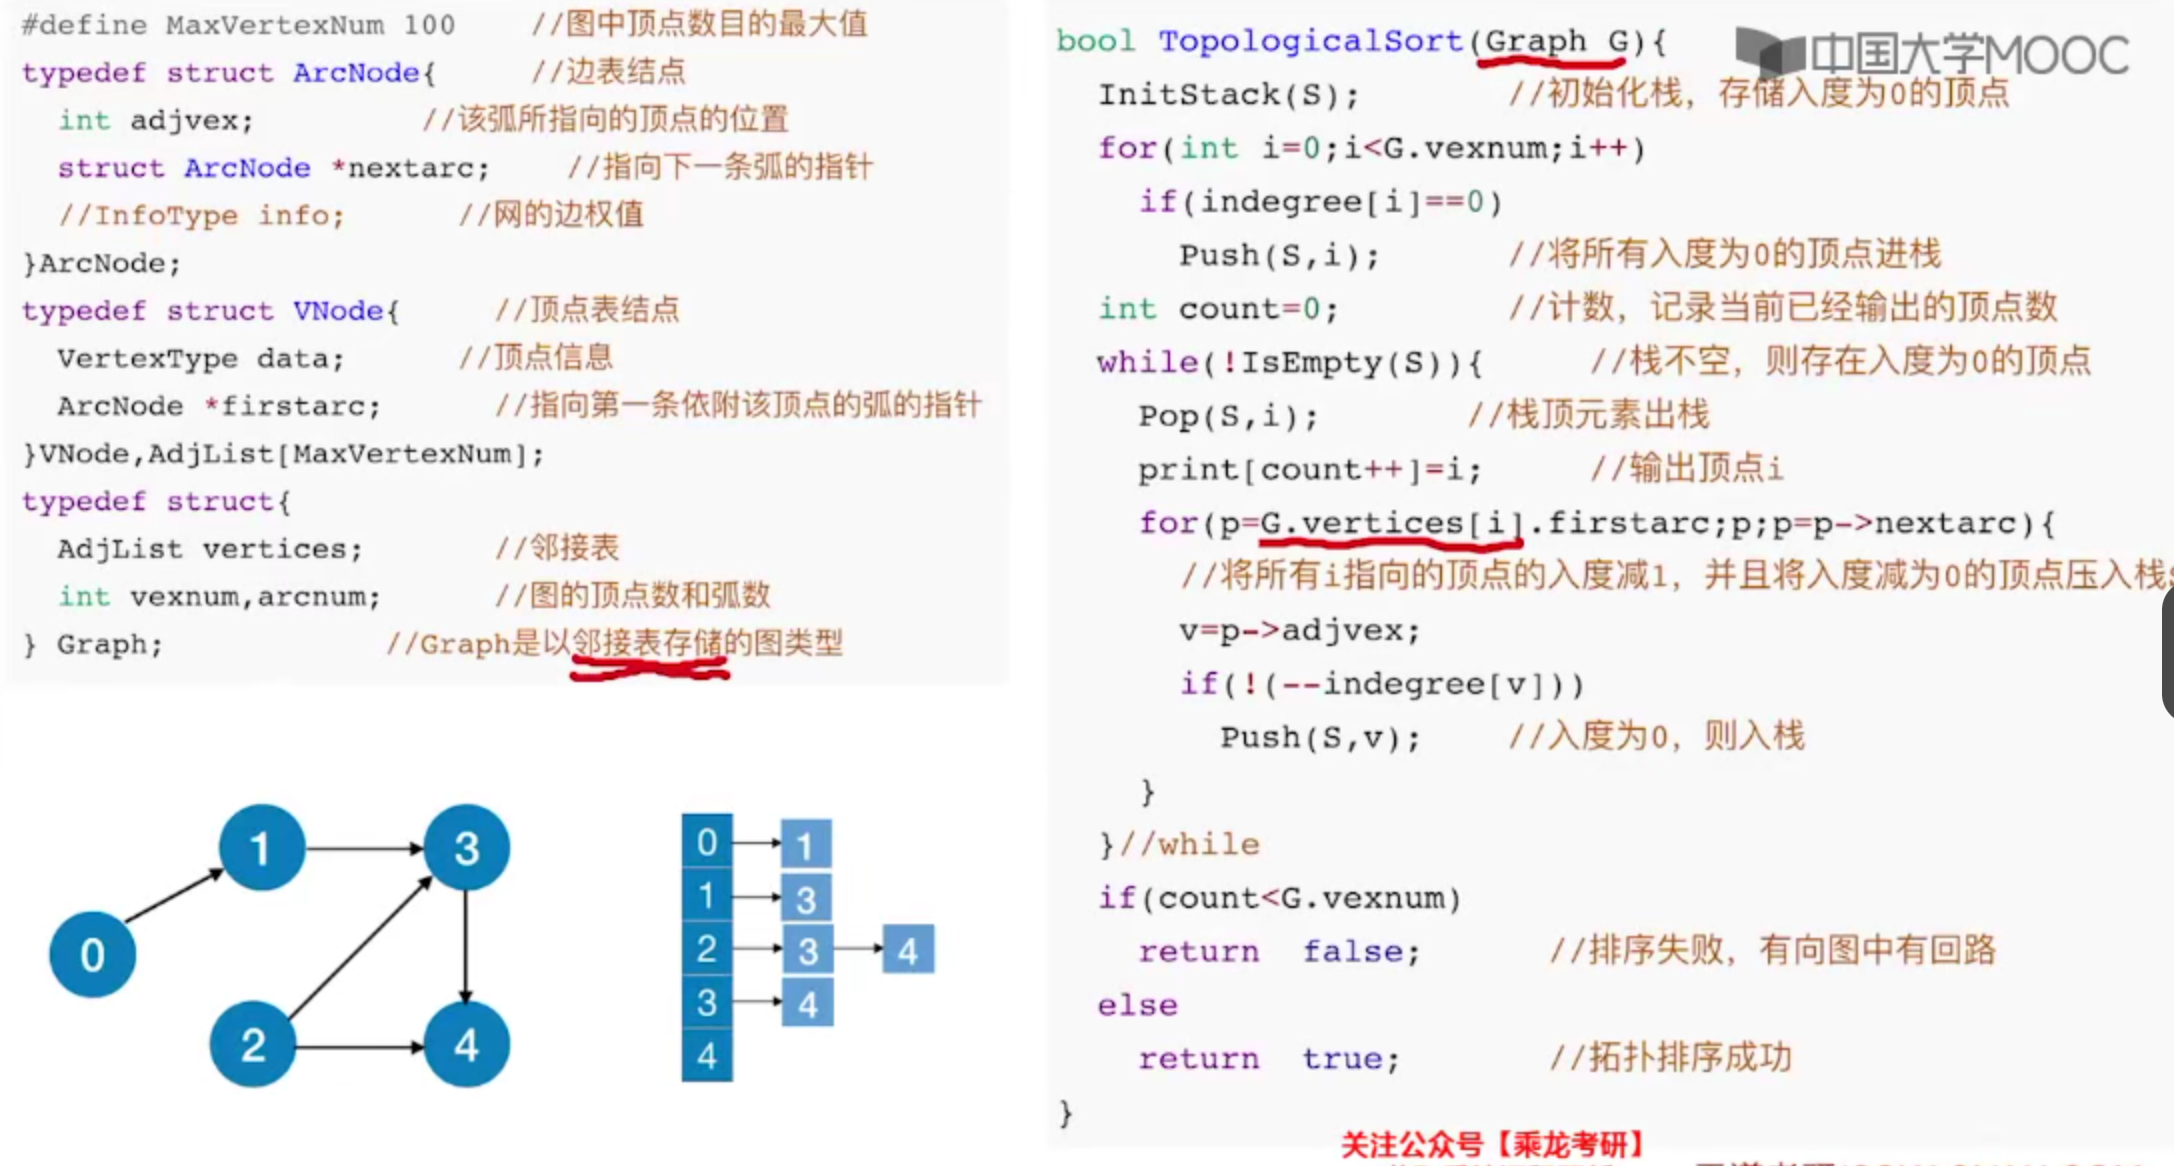 #define MaxVertexNum 100 //图中顶点数目的最大值
typedef struct ArcNode{ //边表结点
int adjvex; //该弧所指向的顶点的位置
struct ArcNode *nextarc; //指向下一条弧的指针
//InfoType info; //网的边权值
}ArcNode;
typedef struct VNode{ //顶点表结点
VertexType data; //顶点信息
ArcNode *firstarc; //指向第一条依附该顶点的弧的指针
}VNode,AdjList[MaxVertexNum];
typedef struct{
AdjList vertices; //邻接表
int vexnum,arcnum; //图的顶点数和弧数
} Graph; //Graph是以邻接表存储的图类型
1
3
0
2
4
0 1
1 3
2 3 4
3 4
4
中国大学MOOC
bool TopologicalSort(Graph G){
InitStack(S); //初始化栈，存储入度为0的顶点
for(int i=0;i<G.vexnum;i++)
if(indegree[i]==0)
Push(S,i); //将所有入度为0的顶点进栈
int count=0; //计数，记录当前已经输出的顶点数
while(!IsEmpty(S)){ //栈不空，则存在入度为0的顶点
Pop(S,i); //栈顶元素出栈
print[count++]=i; //输出顶点i
for(p=G.vertices[i].firstarc;p;p=p->nextarc){
//将所有i指向的顶点的入度减1，并且将入度减为0的顶点压入栈
v=p->adjvex;
if(!(--indegree[v]))
Push(S,v); //入度为0，则入栈
}
}//while
if(count<G.vexnum)
return false; //排序失败，有向图中有回路
else
return true; //拓扑排序成功
}
关注公众号【乘龙考研】